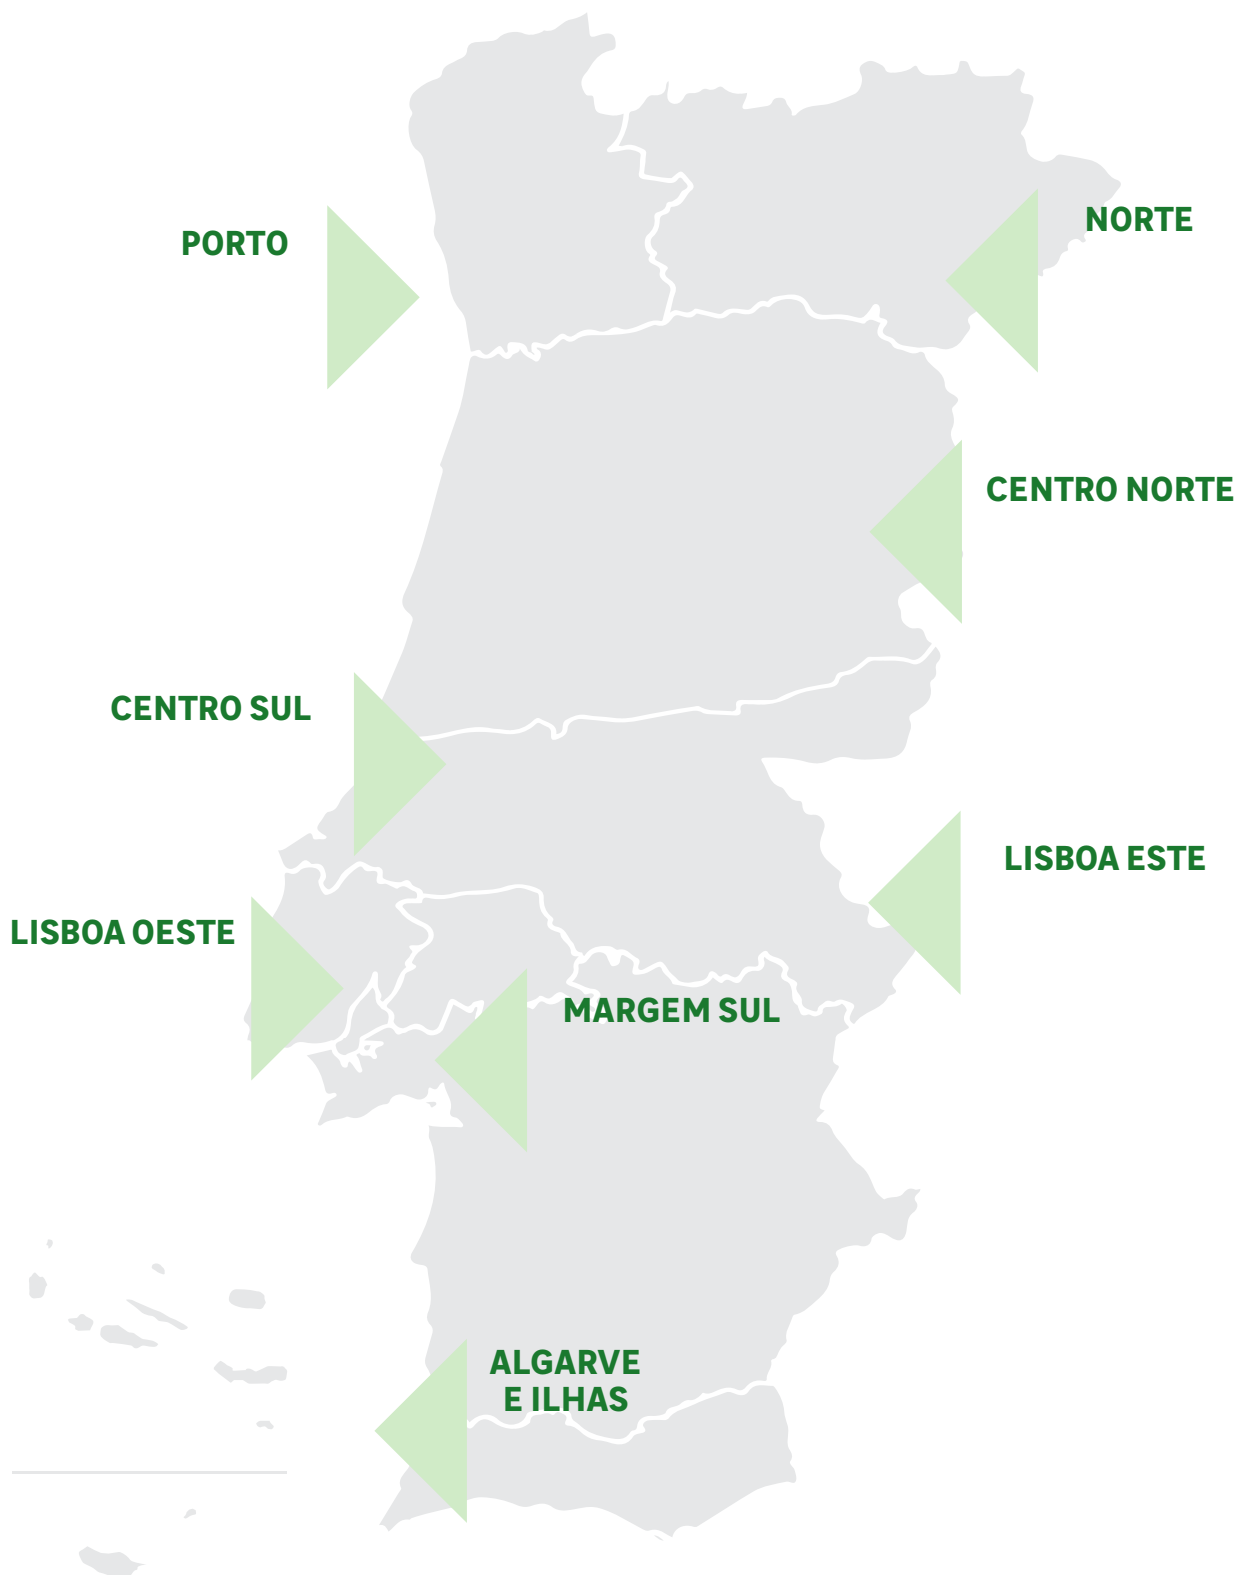 NORTE
PORTO
CENTRO NORTE
CENTRO SUL
LISBOA ESTE
LISBOA OESTE
MARGEM SUL
ALGARVE
E ILHAS